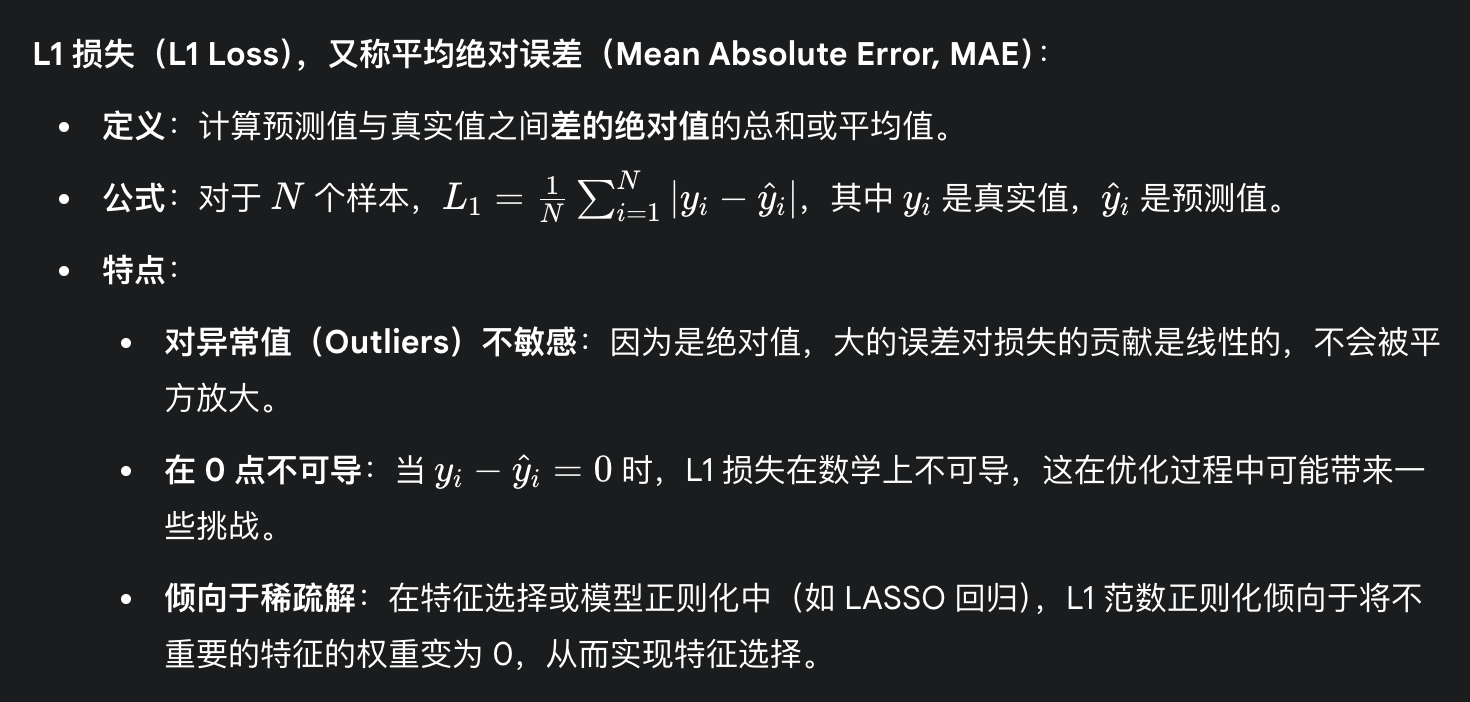 L1 损失（L1 Loss），又称平均绝对误差（Mean Absolute Error, MAE）：
• 定义：计算预测值与真实值之间差的绝对值的总和或平均值。
• 公式：对于 $N$ 个样本，$L_1 = \frac{1}{N} \sum_{i=1}^{N} |y_i - \hat{y}_i|$，其中 $y_i$ 是真实值，$\hat{y}_i$ 是预测值。
• 特点：
• 对异常值（Outliers）不敏感：因为是绝对值，大的误差对损失的贡献是线性的，不会被平
方放大。
• 在 0 点不可导：当 $y_i - \hat{y}_i = 0$ 时，L1 损失在数学上不可导，这在优化过程中可能带来一
些挑战。
• 倾向于稀疏解：在特征选择或模型正则化中（如 LASSO 回归），L1 范数正则化倾向于将不
重要的特征的权重变为 0，从而实现特征选择。